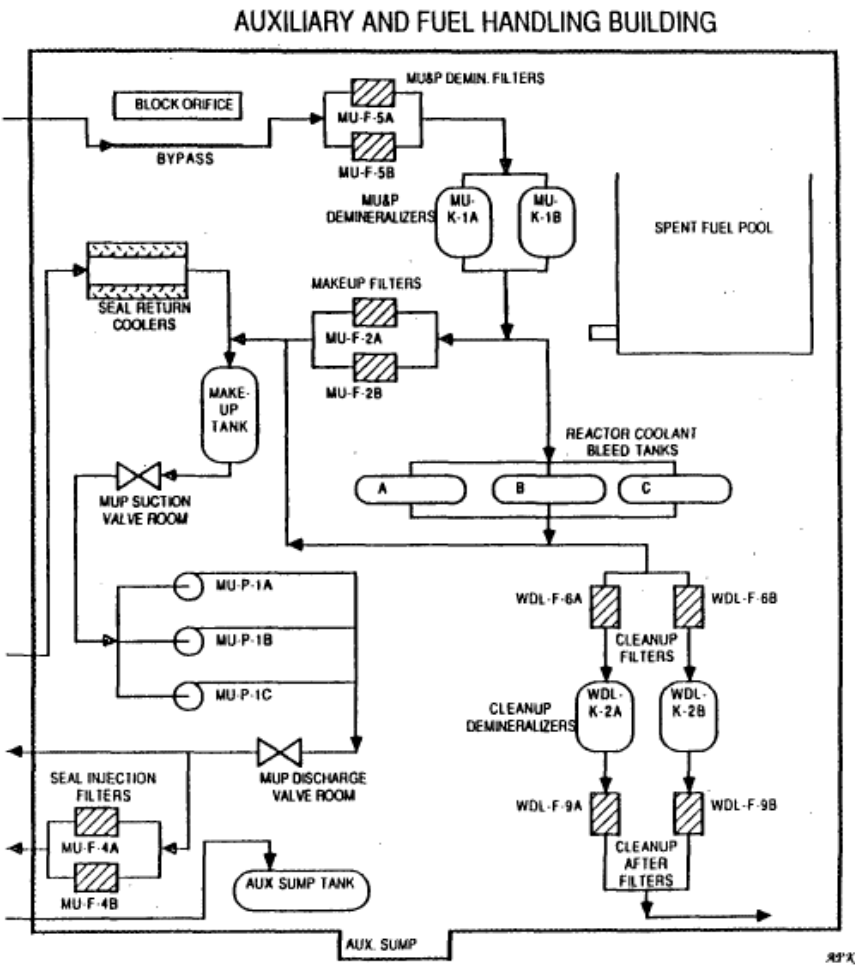 AUXILIARY AND FUEL HANDLING BUILDING
BLOCK ORIFICE
BYPASS
MU&P DEMIN. FILTERS
MU-F-5A
MU-F-5B
MU&P
DEMINERALIZERS
MU-
K-1A
MU-
K-1B
SPENT FUEL POOL
SEAL RETURN
COOLERS
MAKEUP FILTERS
MU-F-2A
MU-F-2B
MAKE-
UP
TANK
REACTOR COOLANT
BLEED TANKS
A
B
C
MUP SUCTION
VALVE ROOM
MU-P-1A
MU-P-1B
MU-P-1C
WDL-F-6A
WDL-F-6B
CLEANUP
FILTERS
CLEANUP
DEMINERALIZERS
WDL-
K-2A
WDL-
K-2B
MUP DISCHARGE
VALVE ROOM
SEAL INJECTION
FILTERS
MU-F-4A
MU-F-4B
WDL-F-9A
WDL-F-9B
CLEANUP
AFTER
FILTERS
AUX SUMP TANK
AUX. SUMP